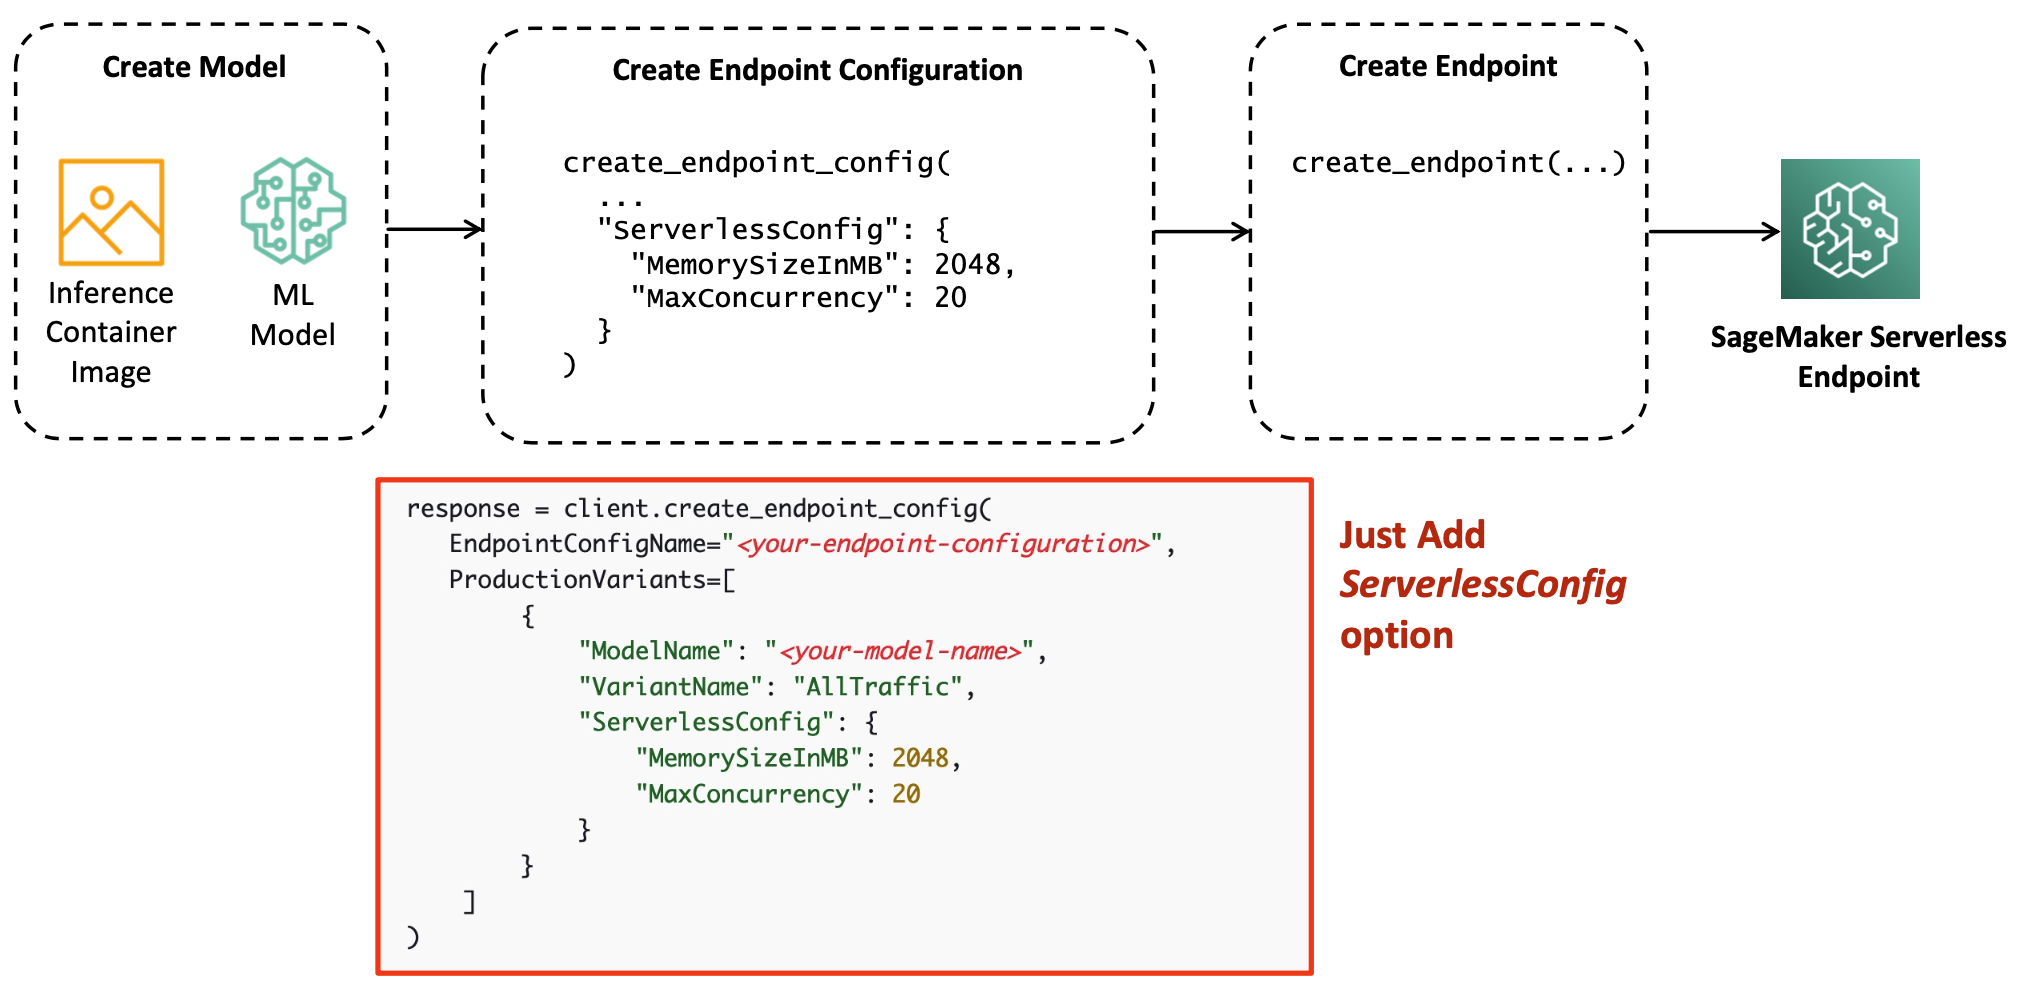 Create Model
Inference
Container
Image
ML
Model
Create Endpoint Configuration
create_endpoint_config(
...
"ServerlessConfig": {
"MemorySizeInMB": 2048,
"MaxConcurrency": 20
}
)
Create Endpoint
create_endpoint(...)
SageMaker Serverless
Endpoint
response = client.create_endpoint_config(
EndpointConfigName="<your-endpoint-configuration>",
ProductionVariants=[
{
"ModelName": "<your-model-name>",
"VariantName": "AllTraffic",
"ServerlessConfig": {
"MemorySizeInMB": 2048,
"MaxConcurrency": 20
}
}
]
)
Just Add
ServerlessConfig
option